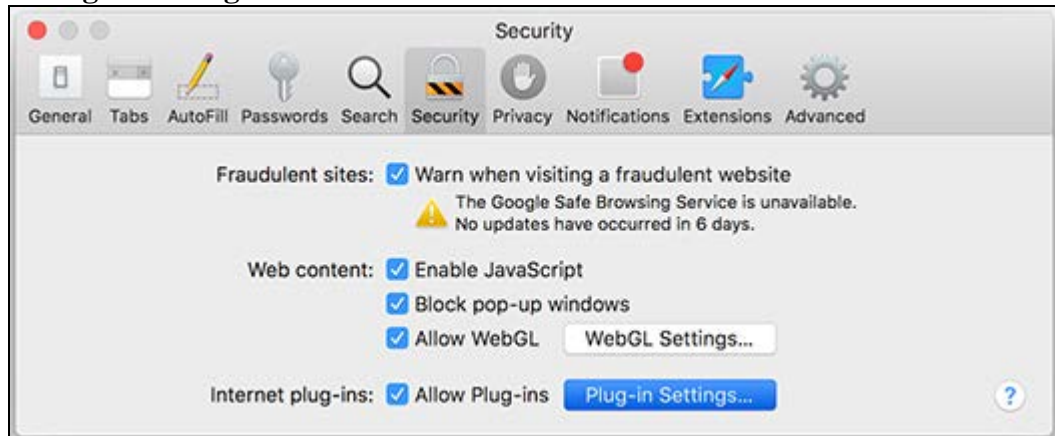 Security
General Tabs AutoFill Passwords Search Security Privacy Notifications Extensions Advanced
Fraudulent sites: Warn when visiting a fraudulent website
The Google Safe Browsing Service is unavailable.
No updates have occurred in 6 days.
Web content: Enable JavaScript
Block pop-up windows
Allow WebGL WebGL Settings...
Internet plug-ins: Allow Plug-ins Plug-in Settings... ?